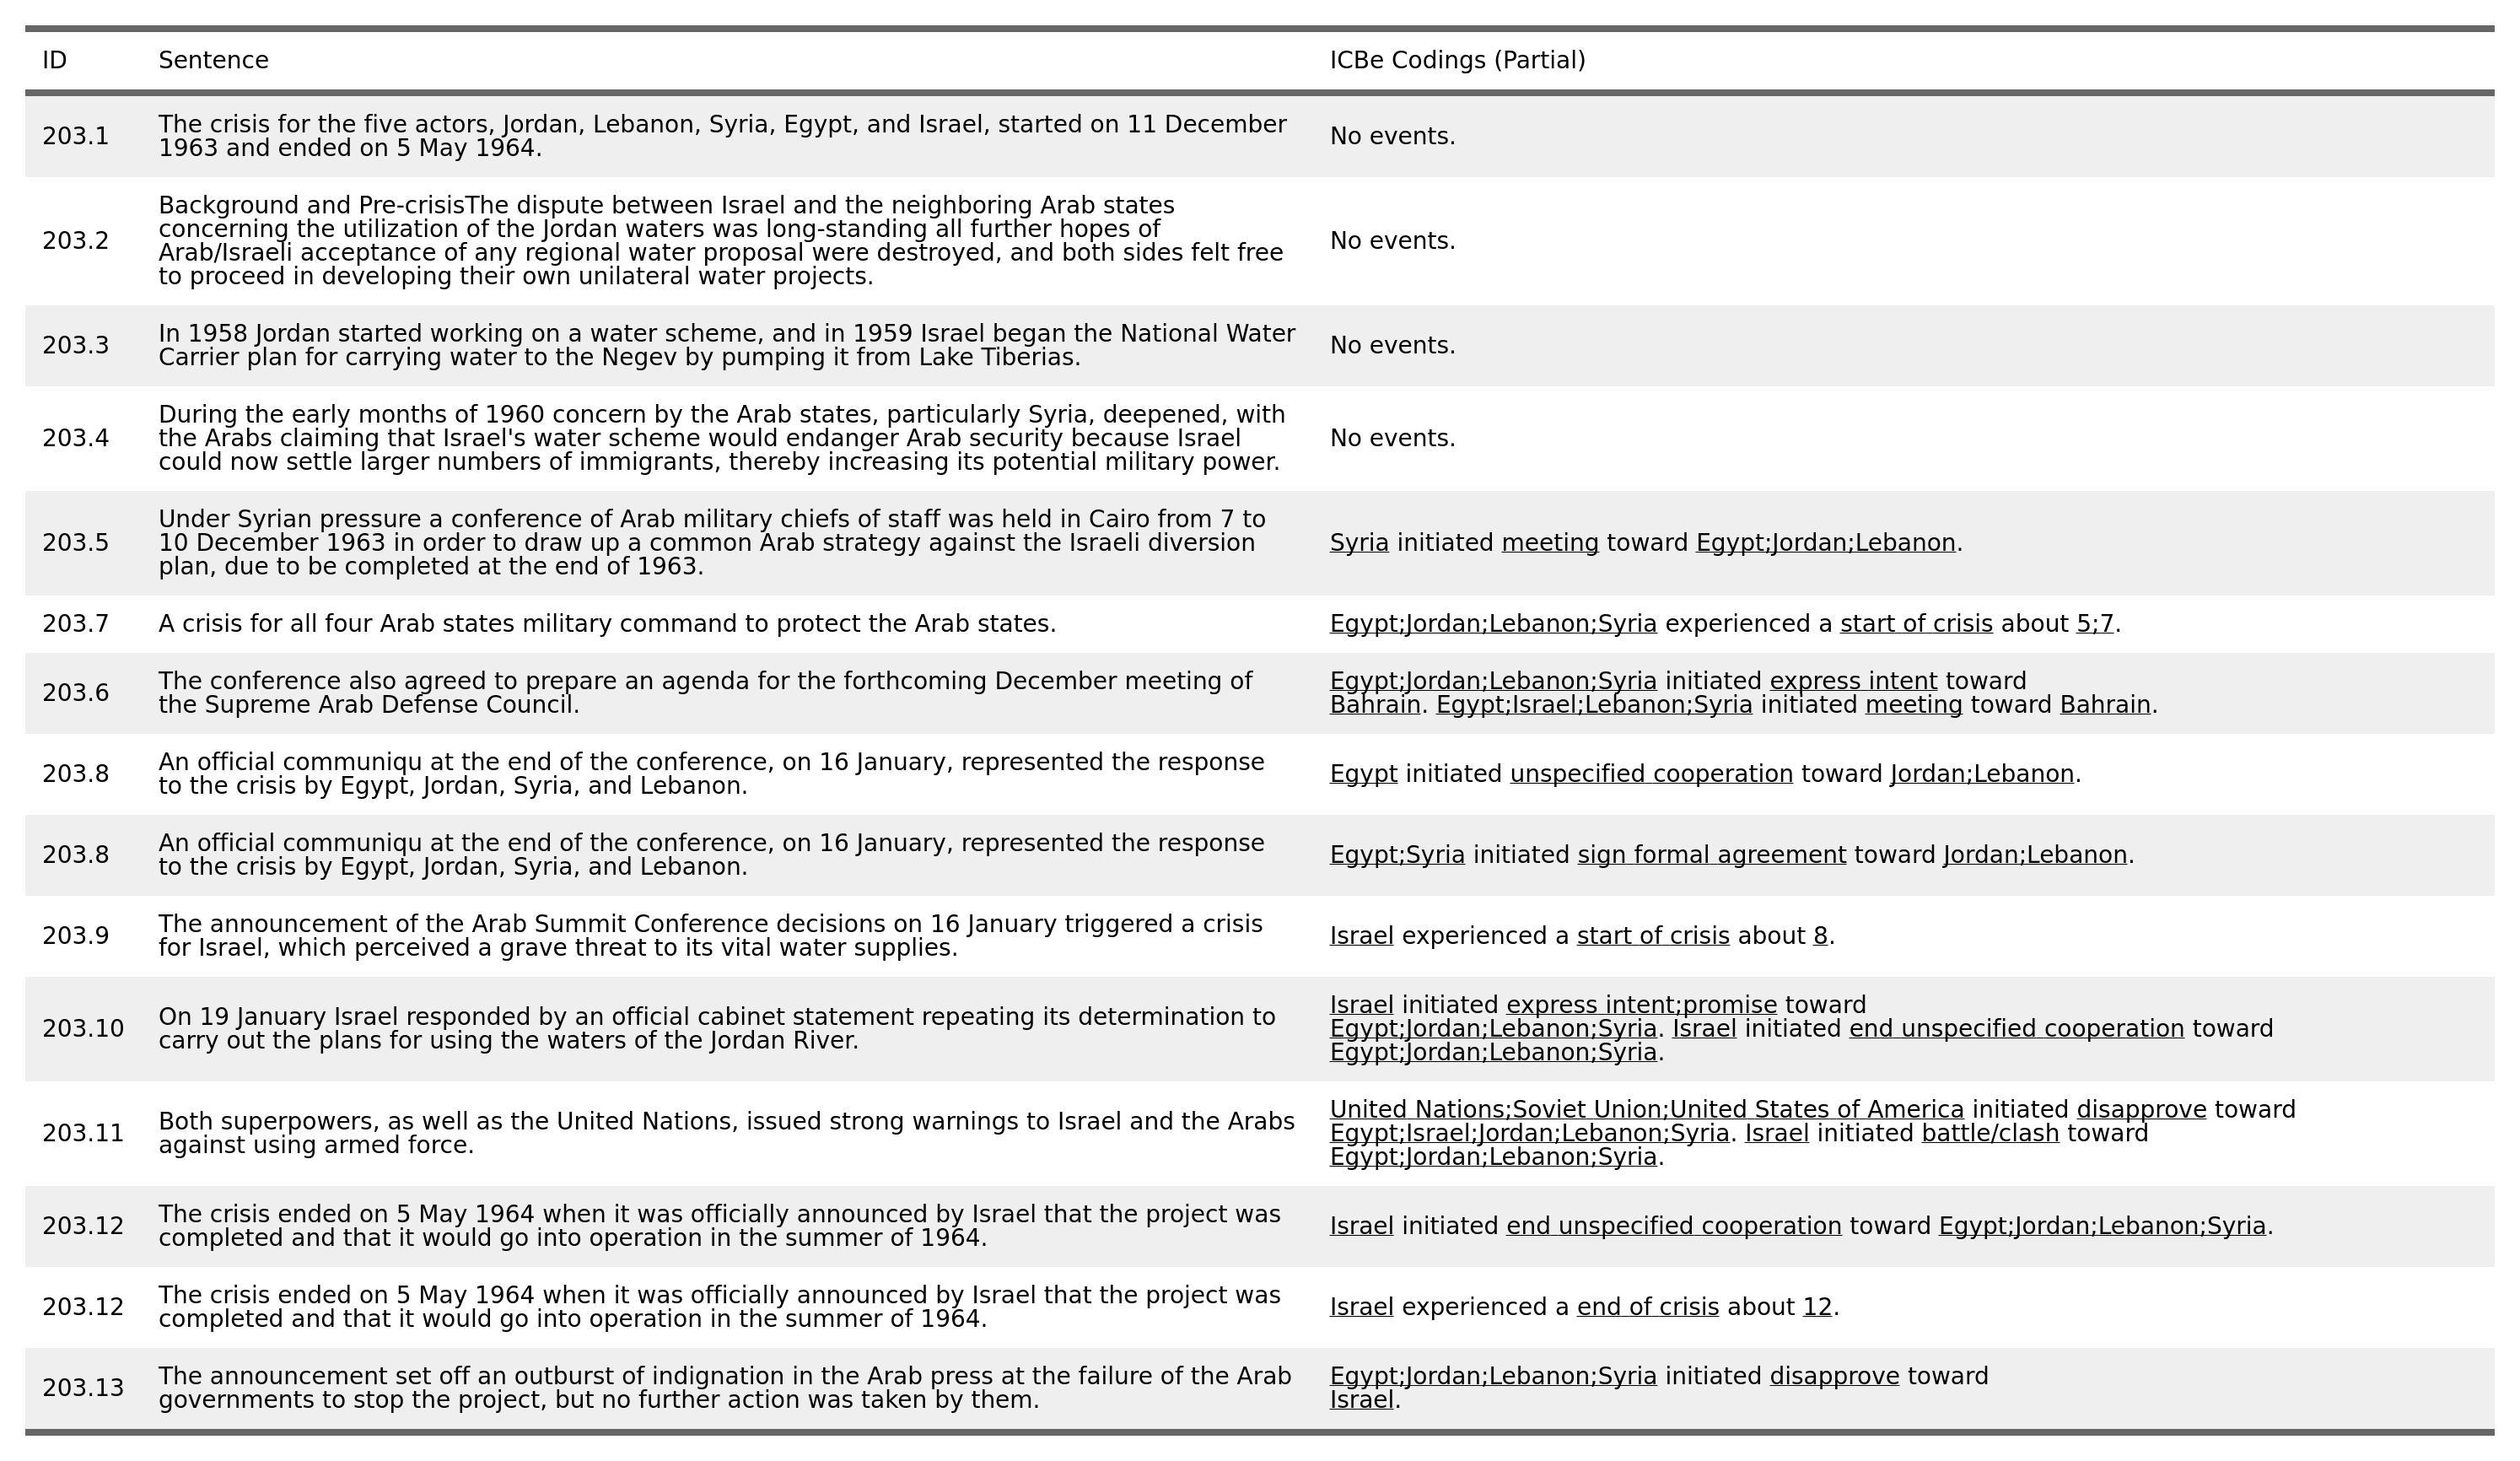 ID Sentence ICBe Codings (Partial)
203.1 The crisis for the five actors, Jordan, Lebanon, Syria, Egypt, and Israel, started on 11 December
1963 and ended on 5 May 1964.
No events.
203.2 Background and Pre-crisisThe dispute between Israel and the neighboring Arab states
concerning the utilization of the Jordan waters was long-standing all further hopes of
Arab/Israeli acceptance of any regional water proposal were destroyed, and both sides felt free
to proceed in developing their own unilateral water projects.
No events.
203.3 In 1958 Jordan started working on a water scheme, and in 1959 Israel began the National Water
Carrier plan for carrying water to the Negev by pumping it from Lake Tiberias.
No events.
203.4 During the early months of 1960 concern by the Arab states, particularly Syria, deepened, with
the Arabs claiming that Israel's water scheme would endanger Arab security because Israel
could now settle larger numbers of immigrants, thereby increasing its potential military power.
No events.
203.5 Under Syrian pressure a conference of Arab military chiefs of staff was held in Cairo from 7 to
10 December 1963 in order to draw up a common Arab strategy against the Israeli diversion
plan, due to be completed at the end of 1963.
Syria initiated meeting toward Egypt;Jordan;Lebanon.
203.7 A crisis for all four Arab states military command to protect the Arab states.
Egypt;Jordan;Lebanon;Syria experienced a start of crisis about 5;7.
203.6 The conference also agreed to prepare an agenda for the forthcoming December meeting of
the Supreme Arab Defense Council.
Egypt;Jordan;Lebanon;Syria initiated express intent toward
Bahrain. Egypt;Israel;Lebanon;Syria initiated meeting toward Bahrain.
203.8 An official communiqu at the end of the conference, on 16 January, represented the response
to the crisis by Egypt, Jordan, Syria, and Lebanon.
Egypt initiated unspecified cooperation toward Jordan;Lebanon.
203.8 An official communiqu at the end of the conference, on 16 January, represented the response
to the crisis by Egypt, Jordan, Syria, and Lebanon.
Egypt;Syria initiated sign formal agreement toward Jordan;Lebanon.
203.9 The announcement of the Arab Summit Conference decisions on 16 January triggered a crisis
for Israel, which perceived a grave threat to its vital water supplies.
Israel experienced a start of crisis about 8.
203.10 On 19 January Israel responded by an official cabinet statement repeating its determination to
carry out the plans for using the waters of the Jordan River.
Israel initiated express intent;promise toward
Egypt;Jordan;Lebanon;Syria. Israel initiated end unspecified cooperation toward
Egypt;Jordan;Lebanon;Syria.
203.11 Both superpowers, as well as the United Nations, issued strong warnings to Israel and the Arabs
against using armed force.
United Nations;Soviet Union;United States of America initiated disapprove toward
Egypt;Israel;Jordan;Lebanon;Syria. Israel initiated battle/clash toward
Egypt;Jordan;Lebanon;Syria.
203.12 The crisis ended on 5 May 1964 when it was officially announced by Israel that the project was
completed and that it would go into operation in the summer of 1964.
Israel initiated end unspecified cooperation toward Egypt;Jordan;Lebanon;Syria.
203.12 The crisis ended on 5 May 1964 when it was officially announced by Israel that the project was
completed and that it would go into operation in the summer of 1964.
Israel experienced a end of crisis about 12.
203.13 The announcement set off an outburst of indignation in the Arab press at the failure of the Arab
governments to stop the project, but no further action was taken by them.
Egypt;Jordan;Lebanon;Syria initiated disapprove toward
Israel.